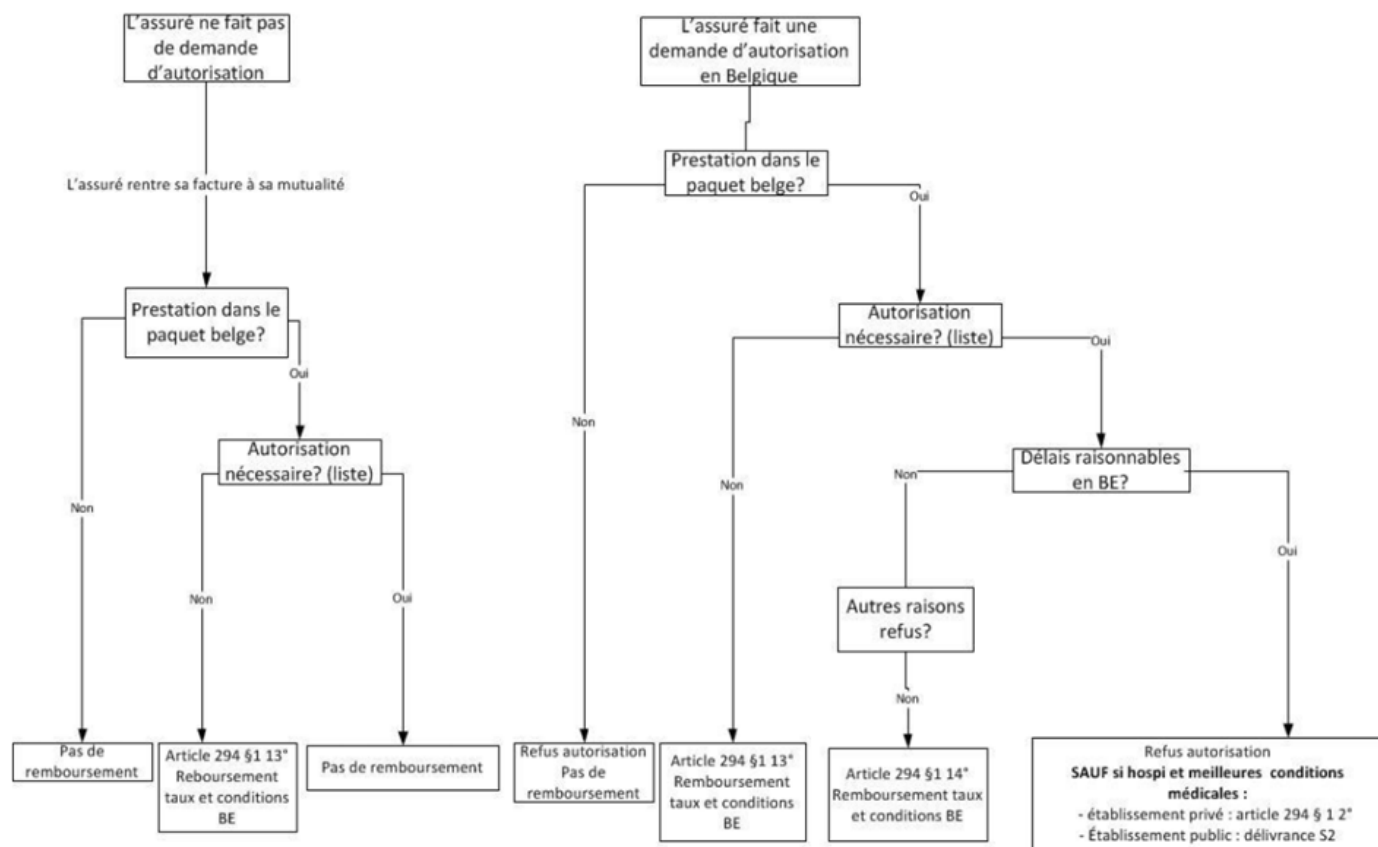 L'assuré ne fait pas
de demande
d'autorisation
L'assuré rentre sa facture à sa mutualité
Prestation dans le
paquet belge?
Non
Oui
Autorisation
nécessaire? (liste)
Non
Oui
Pas de
remboursement
Article 294 §1 13°
Reboursement
taux et conditions
BE
Pas de remboursement
L'assuré fait une
demande d'autorisation
en Belgique
Prestation dans le
paquet belge?
Non
Oui
Autorisation
nécessaire? (liste)
Non
Oui
Délais raisonnables
en BE?
Non
Oui
Autres raisons
refus?
Non
Refus autorisation
Pas de
remboursement
Article 294 §1 13°
Remboursement
taux et conditions
BE
Article 294 §1 14°
Remboursement taux
et conditions BE
Refus autorisation
SAUF si hospi et meilleures conditions
médicales :
- établissement privé : article 294 § 1 2°
- Établissement public : délivrance S2